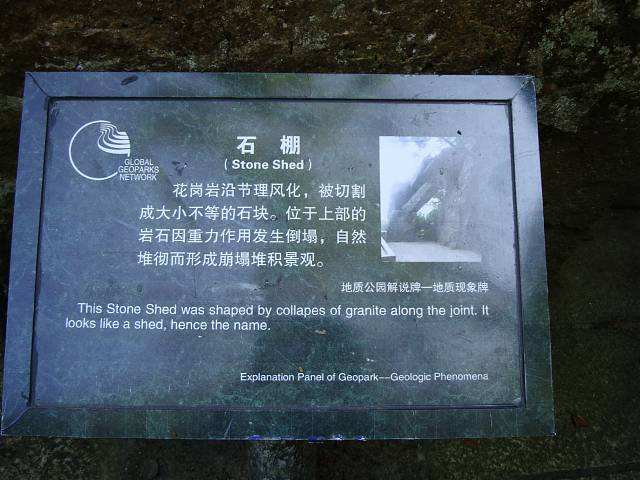 GLOBAL
GEOPARKS
NETWORK
石 棚
(Stone Shed)
花岗岩沿节理风化，被切割
成大小不等的石块。位于上部的
岩石因重力作用发生倒塌，自然
堆彻而形成崩塌堆积景观。
地质公园解说牌—地质现象牌
This Stone Shed was shaped by collapes of granite along the joint. It
looks like a shed, hence the name.
Explanation Panel of Geopark---Geologic Phenomena